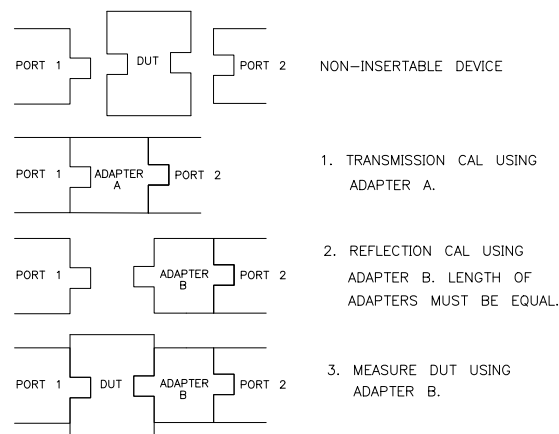 PORT 1 DUT PORT 2 NON-INSERTABLE DEVICE
PORT 1 ADAPTER A PORT 2
1. TRANSMISSION CAL USING
ADAPTER A.
PORT 1 ADAPTER B PORT 2
2. REFLECTION CAL USING
ADAPTER B. LENGTH OF
ADAPTERS MUST BE EQUAL.
PORT 1 DUT ADAPTER B PORT 2
3. MEASURE DUT USING
ADAPTER B.